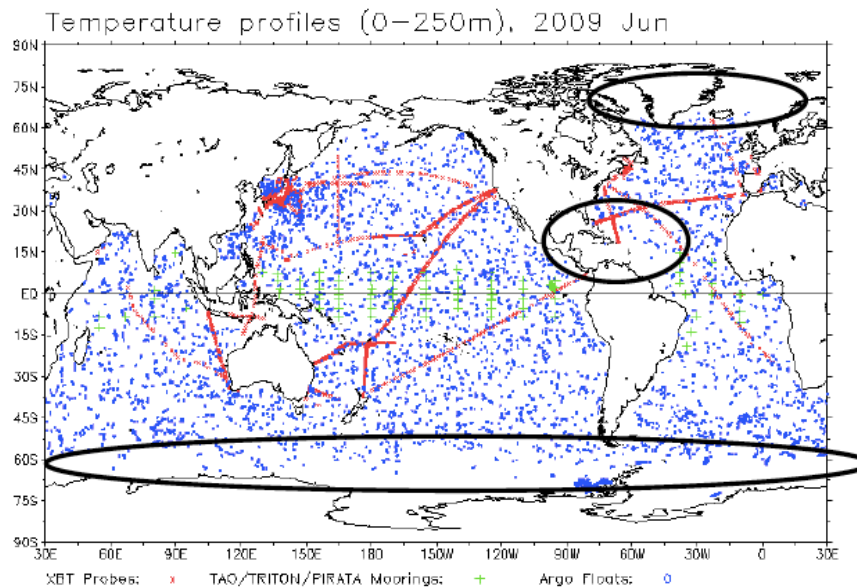 Temperature profiles (0-250m), 2009 Jun
90N
75N
60N
45N
30N
15N
EQ
15S
30S
45S
60S
75S
90S
30E 60E 90E 120E 150E 180 150W 120W 90W 60W 30W 0 30E
XBT Probes: x TAO/TRITON/PIRATA Moorings: + Argo Floats: o